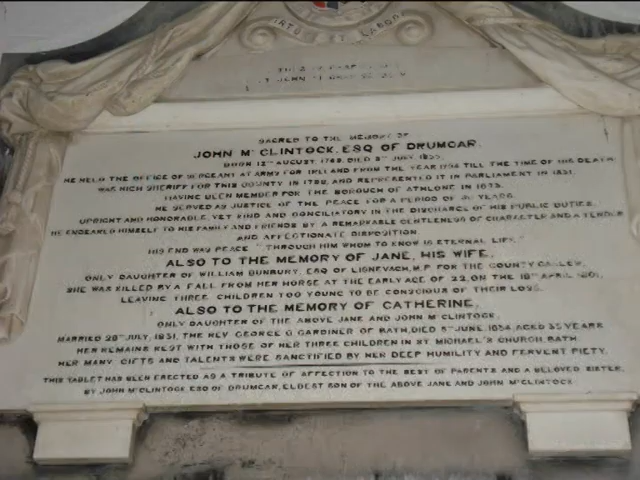 VIRTUTE ET LABORE
SACRED TO THE MEMORY OF
JOHN Mc CLINTOCK, ESQ OF DRUMCAR,
BORN 12TH AUGUST, 1769, DIED 5TH JULY, 1855,
HE HELD THE OFFICE OF SERGEANT AT ARMS FOR IRELAND FROM THE YEAR 1794 TILL THE TIME OF HIS DEATH,
WAS HIGH SHERIFF FOR THIS COUNTY IN 1798, AND REPRESENTED IT IN PARLIAMENT IN 1831,
HAVING BEEN MEMBER FOR THE BOROUGH OF ATHLONE IN
HE SERVED AS JUSTICE OF THE PEACE FOR A PERIOD OF YEARS
UPRIGHT AND HONORABLE, YET KIND AND CONCILIATORY IN THE DISCHARGE OF HIS PUBLIC DUTIES,
HE ENDEARED HIMSELF TO HIS FAMILY AND FRIENDS BY A REMARKABLE GENTLENESS OF CHARACTER AND A TENDER
AND AFFECTIONATE DISPOSITION.
HIS END WAS PEACE "THROUGH HIM WHOM TO KNOW IS ETERNAL LIFE."
ALSO TO THE MEMORY OF JANE, HIS WIFE,
ONLY DAUGHTER OF WILLIAM BUNBURY, ESQ OF LISNEVAGH, M.P. FOR THE COUNTY CARLOW,
SHE WAS KILLED BY A FALL FROM HER HORSE AT THE EARLY AGE OF 22, ON THE 18TH APRIL 1801,
LEAVING THREE CHILDREN TOO YOUNG TO BE CONSCIOUS OF THEIR LOSS.
ALSO TO THE MEMORY OF CATHERINE,
ONLY DAUGHTER OF THE ABOVE JANE AND JOHN Mc CLINTOCK,
MARRIED 28TH JULY, 1831, THE REV GEORGE G GARDINER OF BATH, DIED 5TH JUNE, 1834, AGED 35 YEARS
HER REMAINS REST WITH THOSE OF HER THREE CHILDREN IN ST MICHAEL'S CHURCH, BATH.
HER MANY GIFTS AND TALENTS WERE SANCTIFIED BY HER DEEP HUMILITY AND FERVENT PIETY.
THIS TABLET HAS BEEN ERECTED AS A TRIBUTE OF AFFECTION TO THE BEST OF PARENTS AND A BELOVED SISTER,
BY JOHN McCLINTOCK ESQ OF DRUMCAR, ELDEST SON OF THE ABOVE JANE AND JOHN McCLINTOCK